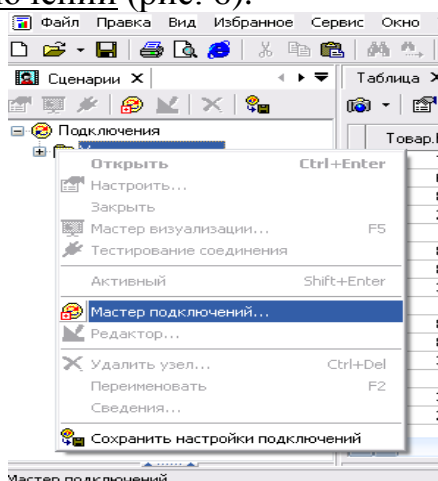 (рис. 6).
Файл Правка Вид Избранное Сервис Окно
Сценарии
Таблица
Подключения
Товар.
Открыть Ctrl+Enter
Настроить...
Закрыть
Мастер визуализации... F5
Тестирование соединения
Активный Shift+Enter
Мастер подключений...
Редактор...
Удалить узел... Ctrl+Del
Переименовать F2
Сведения...
Сохранить настройки подключений
Мастер подключений